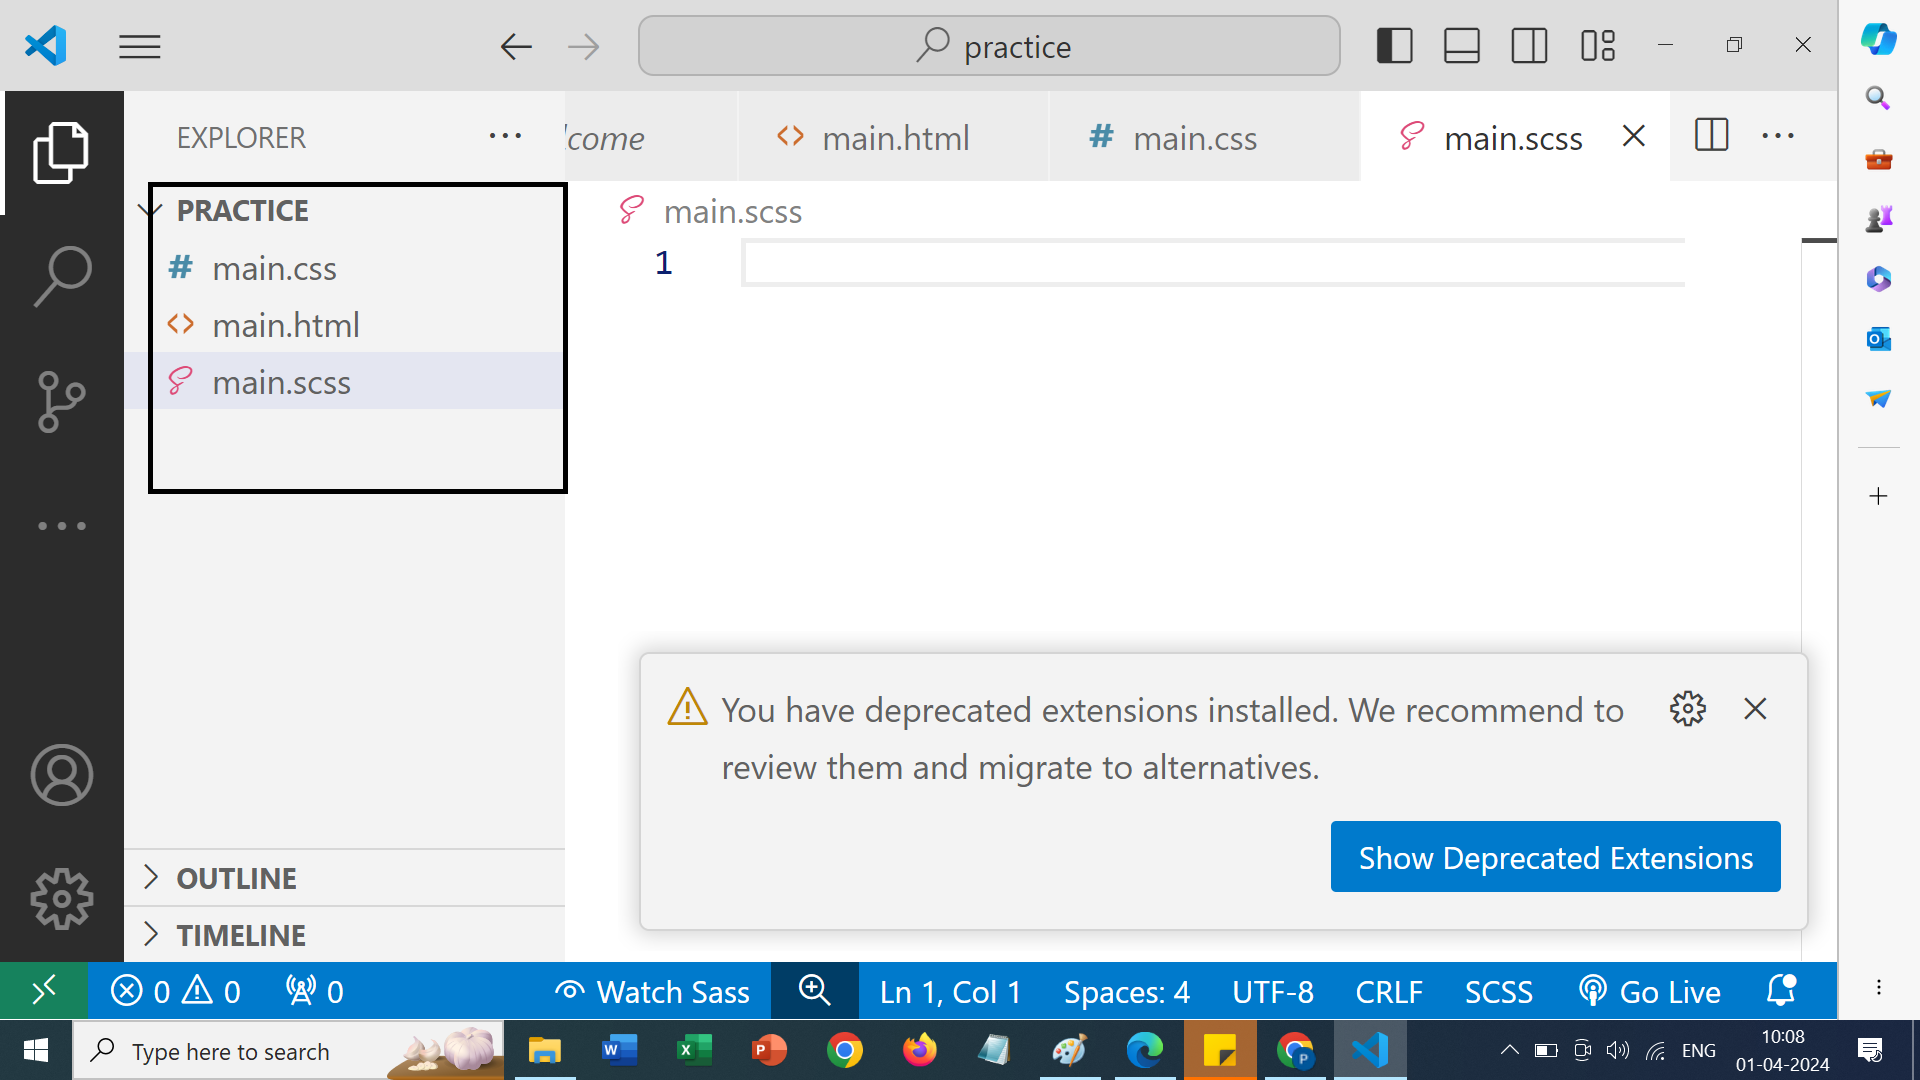 practice
EXPLORER
lcome
main.html
main.css
main.scss
PRACTICE
main.css
main.html
main.scss
main.scss
1
You have deprecated extensions installed. We recommend to
review them and migrate to alternatives.
Show Deprecated Extensions
OUTLINE
TIMELINE
0 0 0 Watch Sass Ln 1, Col 1 Spaces: 4 UTF-8 CRLF SCSS Go Live
Type here to search
ENG
10:08
01-04-2024